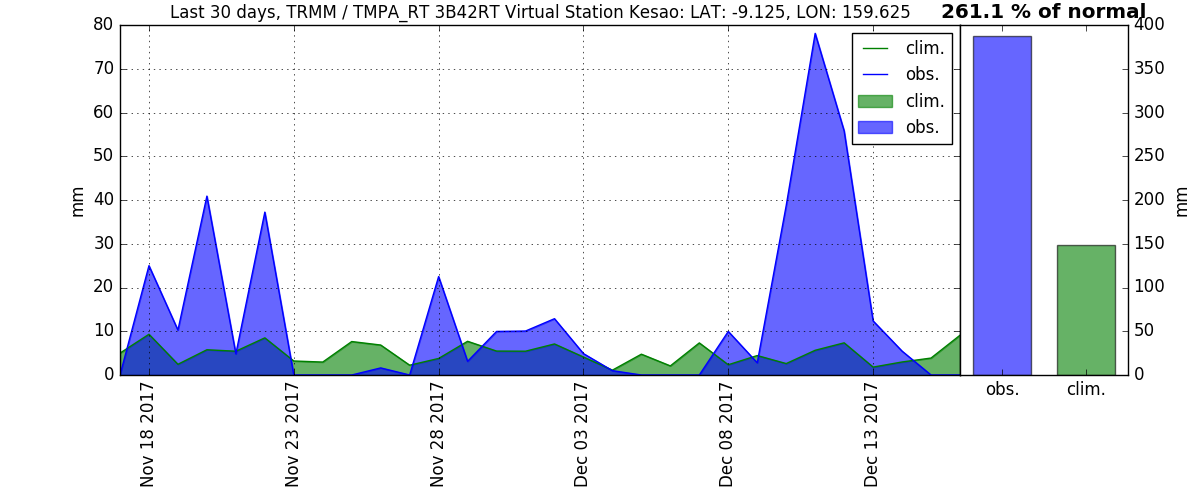 Last 30 days, TRMM / TMPA_RT 3B42RT Virtual Station Kesao: LAT: -9.125, LON: 159.625
261.1 % of normal
80
70
60
50
40
30
20
10
0
mm
Nov 18 2017
Nov 23 2017
Nov 28 2017
Dec 03 2017
Dec 08 2017
Dec 13 2017
clim.
obs.
clim.
obs.
400
350
300
250
200
150
100
50
0
mm
obs.
clim.